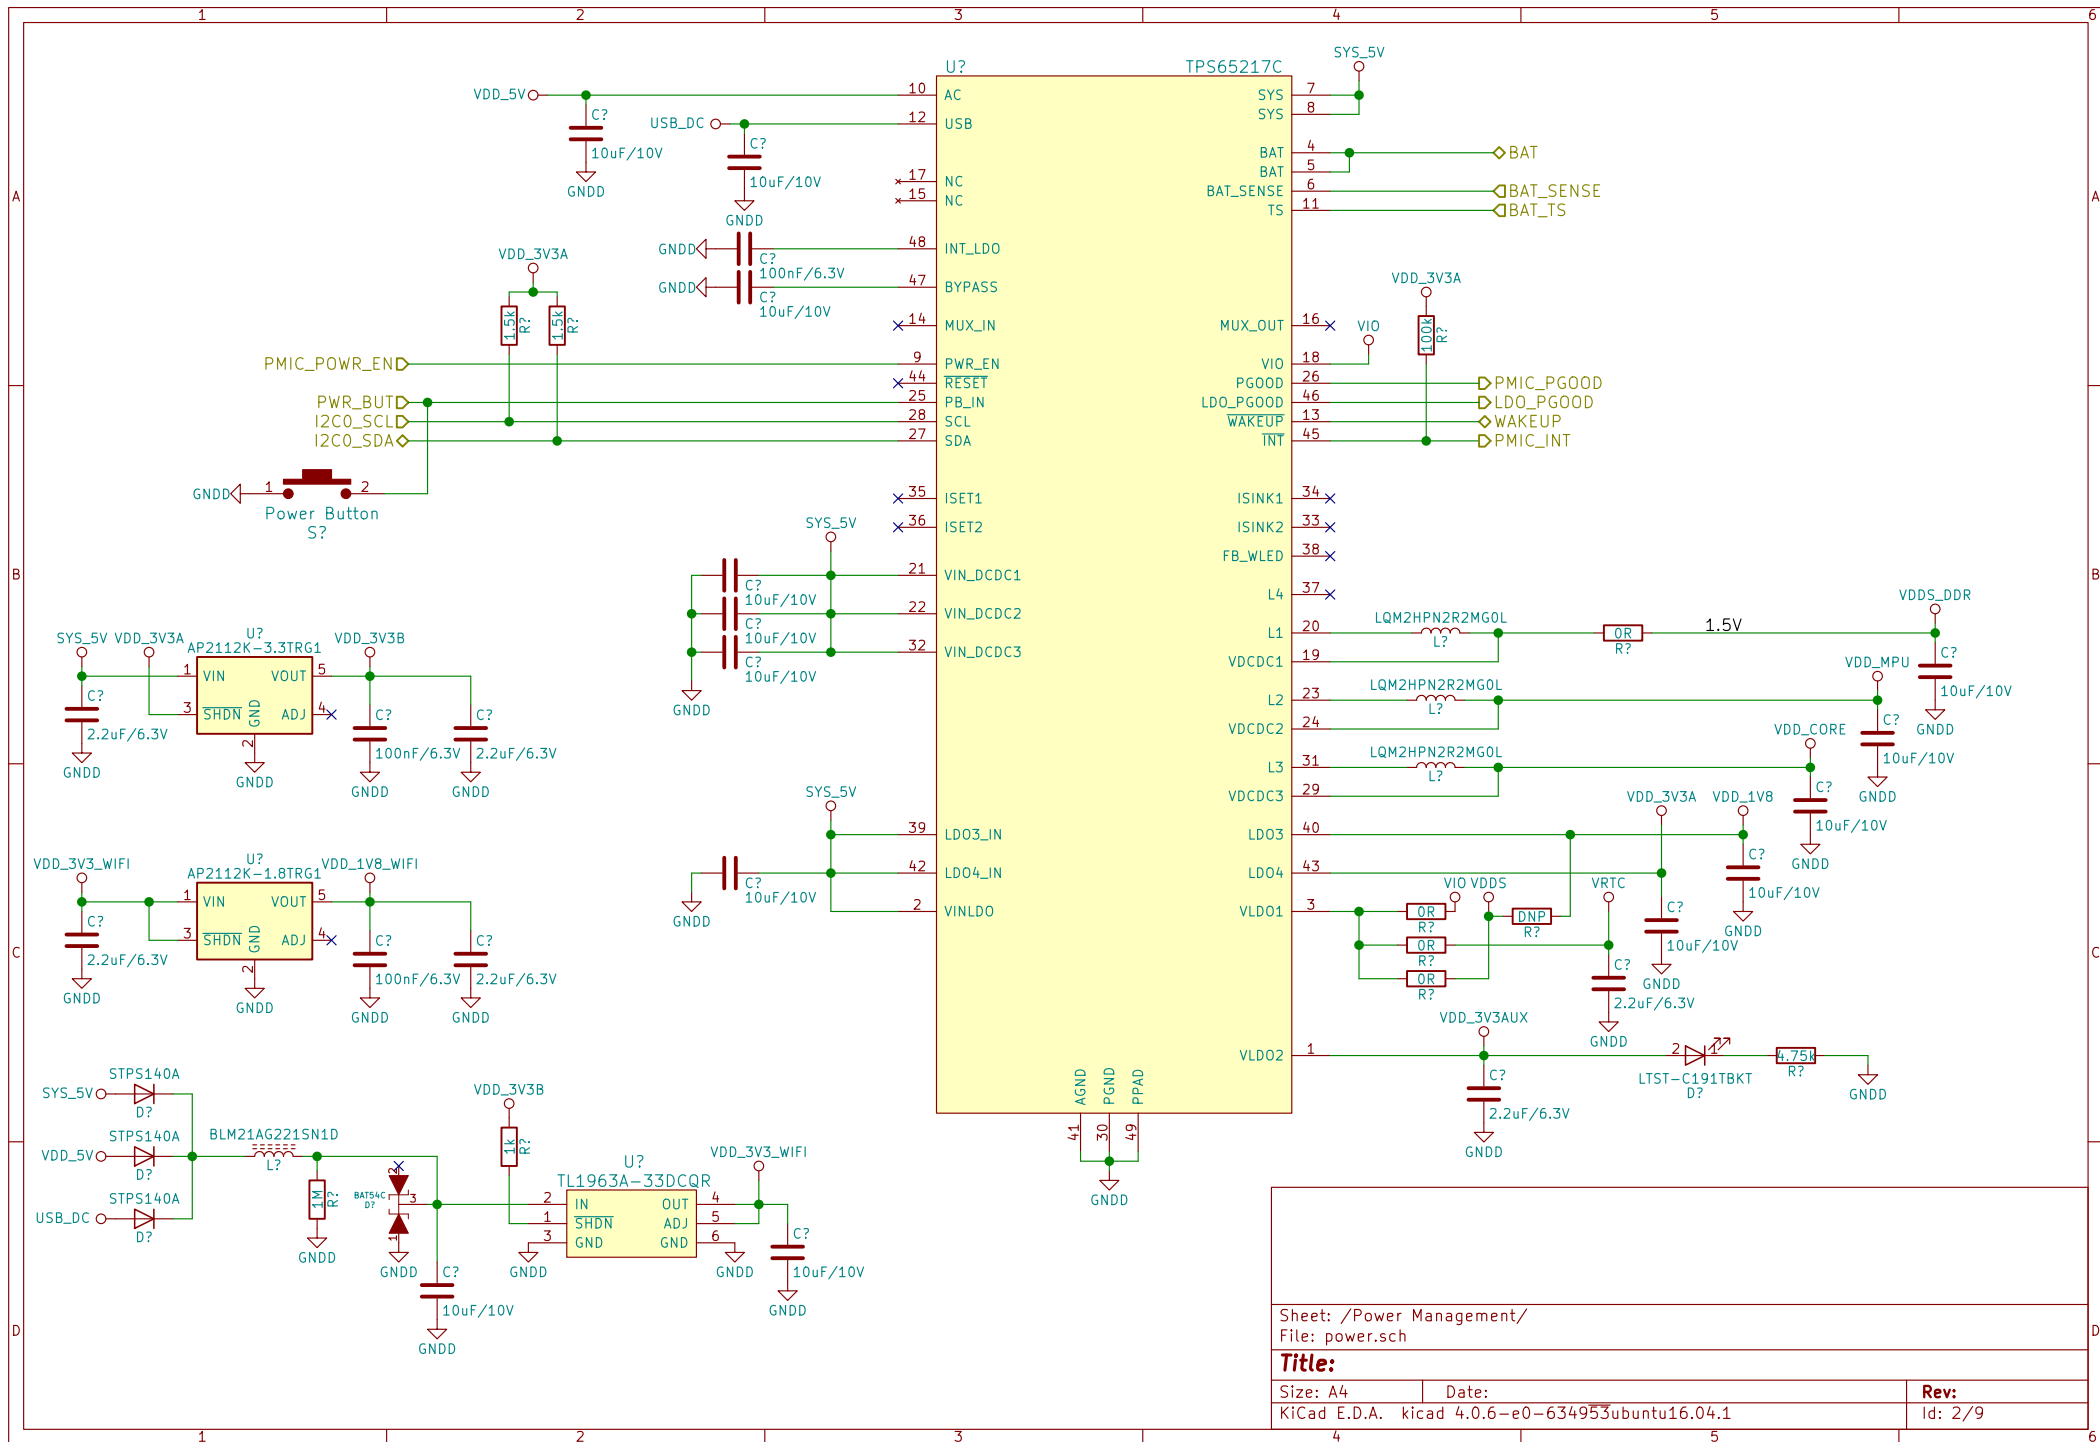 1 2 3 4 5 6
A
B
C
D
A
B
C
D
U? TPS65217C
SYS_5V
VDD_5V
C?
10uF/10V
GNDD
USB_DC
C?
10uF/10V
GNDD
10 AC
12 USB
17 NC
15 NC
48 INT_LDO
47 BYPASS
14 MUX_IN
9 PWR_EN
44 RESET
25 PB_IN
28 SCL
27 SDA
35 ISET1
36 ISET2
21 VIN_DCDC1
22 VIN_DCDC2
32 VIN_DCDC3
39 LDO3_IN
42 LDO4_IN
2 VINLDO
SYS 7
SYS 8
BAT 4
BAT 5
BAT_SENSE 6
TS 11
MUX_OUT 16
VIO 18
PGOOD 26
LDO_PGOOD 46
WAKEUP 13
INT 45
ISINK1 34
ISINK2 33
FB_WLED 38
L4 37
L1 20
VDCDC1 19
L2 23
VDCDC2 24
L3 31
VDCDC3 29
LDO3 40
LDO4 43
VLDO1 3
VLDO2 1
AGND PGND PPAD
41 30 49
GNDD
BAT
BAT_SENSE
BAT_TS
GNDD
C?
100nF/6.3V
GNDD
C?
10uF/10V
VDD_3V3A
1.5k R?
1.5k R?
PMIC_POWR_EN
PWR_BUT
I2C0_SCL
I2C0_SDA
GNDD 1 2
Power Button
S?
VDD_3V3A
100k R?
VIO
PMIC_PGOOD
LDO_PGOOD
WAKEUP
PMIC_INT
SYS_5V
C?
10uF/10V
C?
10uF/10V
C?
10uF/10V
GNDD
SYS_5V
C?
10uF/10V
GNDD
LQM2HPN2R2MG0L
L?
0R
R?
1.5V
VDDS_DDR
C?
10uF/10V
GNDD
LQM2HPN2R2MG0L
L?
VDD_MPU
C?
10uF/10V
GNDD
LQM2HPN2R2MG0L
L?
VDD_CORE
C?
10uF/10V
GNDD
VDD_3V3A
C?
10uF/10V
GNDD
VDD_1V8
C?
10uF/10V
GNDD
VIO VDDS
0R
R?
0R
R?
0R
R?
DNP
R?
VRTC
C?
2.2uF/6.3V
GNDD
VDD_3V3AUX
C?
2.2uF/6.3V
GNDD
2 1
LTST-C191TBKT
D?
4.75k
R?
GNDD
SYS_5V VDD_3V3A
U?
AP2112K-3.3TRG1
VDD_3V3B
1 VIN VOUT 5
3 SHDN GND ADJ 4
2
GNDD
C?
2.2uF/6.3V
GNDD
C?
100nF/6.3V
GNDD
C?
2.2uF/6.3V
GNDD
VDD_3V3_WIFI
U?
AP2112K-1.8TRG1
VDD_1V8_WIFI
1 VIN VOUT 5
3 SHDN GND ADJ 4
2
GNDD
C?
2.2uF/6.3V
GNDD
C?
100nF/6.3V
GNDD
C?
2.2uF/6.3V
GNDD
STPS140A
SYS_5V
D?
STPS140A
VDD_5V
D?
STPS140A
USB_DC
D?
BLM21AG221SN1D
L?
1M R?
GNDD
2
BAT54C
D?
3
1
GNDD
C?
10uF/10V
GNDD
VDD_3V3B
1k R?
U?
TL1963A-33DCQR
2 IN OUT 4
1 SHDN ADJ 5
3 GND GND 6
GNDD
GNDD
VDD_3V3_WIFI
C?
10uF/10V
GNDD
Sheet: /Power Management/
File: power.sch
Title:
Size: A4 Date: Rev:
KiCad E.D.A. kicad 4.0.6-e0-634953ubuntu16.04.1 Id: 2/9
1 2 3 4 5 6